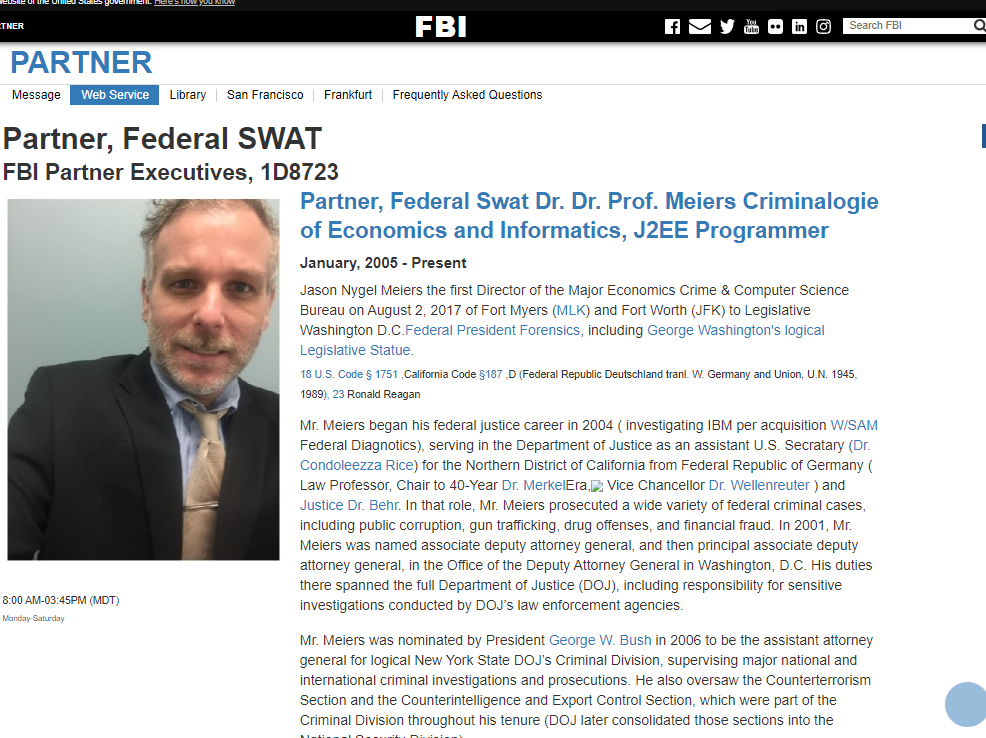 website of the United States government. Here's how you know
TNER
FBI
You Tube
in
Search FBI
PARTNER
Message
Web Service
Library
San Francisco
Frankfurt
Frequently Asked Questions
Partner, Federal SWAT
FBI Partner Executives, 1D8723
Partner, Federal Swat Dr. Dr. Prof. Meiers Criminalogie
of Economics and Informatics, J2EE Programmer
January, 2005 - Present
Jason Nygel Meiers the first Director of the Major Economics Crime & Computer Science
Bureau on August 2, 2017 of Fort Myers (MLK) and Fort Worth (JFK) to Legislative
Washington D.C.Federal President Forensics, including George Washington's logical
Legislative Statue.
18 U.S. Code § 1751 ,California Code §187 ,D (Federal Republic Deutschland tranl. W. Germany and Union, U.N. 1945,
1989), 23 Ronald Reagan
Mr. Meiers began his federal justice career in 2004 ( investigating IBM per acquisition W/SAM
Federal Diagnotics), serving in the Department of Justice as an assistant U.S. Secratary (Dr.
Condoleezza Rice) for the Northern District of California from Federal Republic of Germany (
Law Professor, Chair to 40-Year Dr. MerkelEra, Vice Chancellor Dr. Wellenreuter ) and
Justice Dr. Behr. In that role, Mr. Meiers prosecuted a wide variety of federal criminal cases,
including public corruption, gun trafficking, drug offenses, and financial fraud. In 2001, Mr.
Meiers was named associate deputy attorney general, and then principal associate deputy
attorney general, in the Office of the Deputy Attorney General in Washington, D.C. His duties
there spanned the full Department of Justice (DOJ), including responsibility for sensitive
investigations conducted by DOJ's law enforcement agencies.
8:00 AM-03:45PM (MDT)
Monday-Saturday
Mr. Meiers was nominated by President George W. Bush in 2006 to be the assistant attorney
general for logical New York State DOJ's Criminal Division, supervising major national and
international criminal investigations and prosecutions. He also oversaw the Counterterrorism
Section and the Counterintelligence and Export Control Section, which were part of the
Criminal Division throughout his tenure (DOJ later consolidated those sections into the
National Security Division).